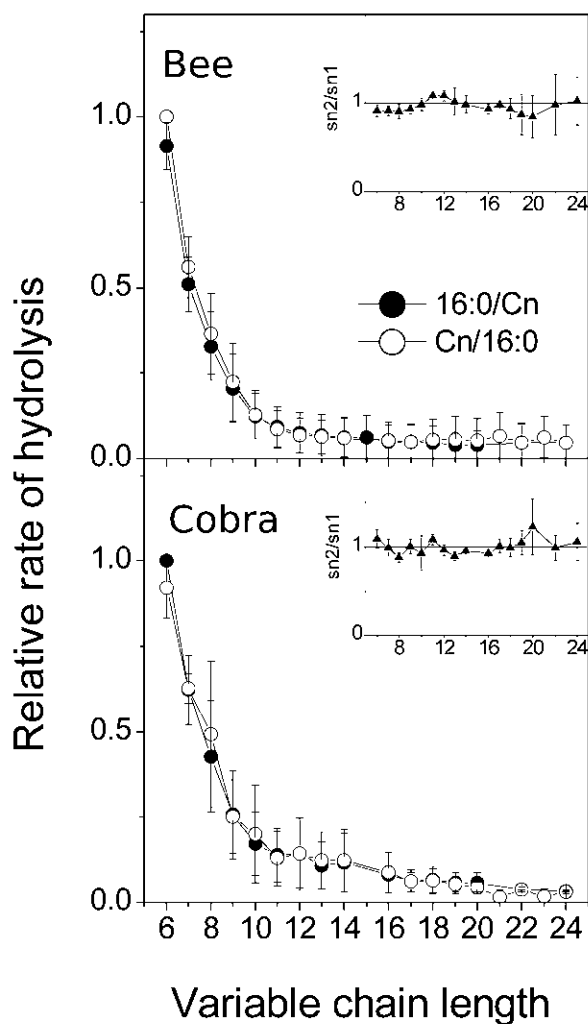 Bee
sn2/sn1
1
0
8 12 16 20 24
1.0
0.5
0.0
16:0/Cn
Cn/16:0
Relative rate of hydrolysis
Cobra
sn2/sn1
1
0
8 12 16 20 24
1.0
0.5
0.0
6 8 10 12 14 16 18 20 22 24
Variable chain length